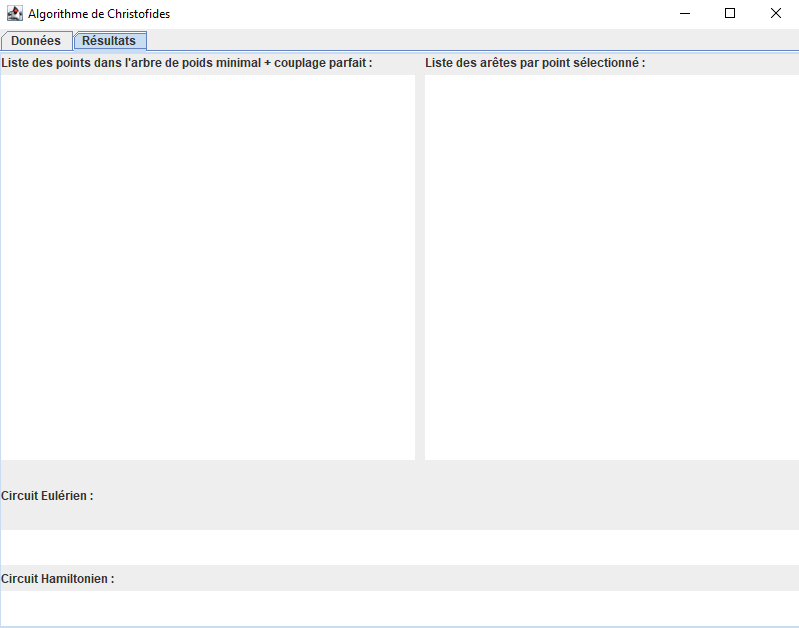 Algorithme de Christofides
Données
Résultats
Liste des points dans l'arbre de poids minimal + couplage parfait :
Liste des arêtes par point sélectionné :
Circuit Eulérien :
Circuit Hamiltonien :